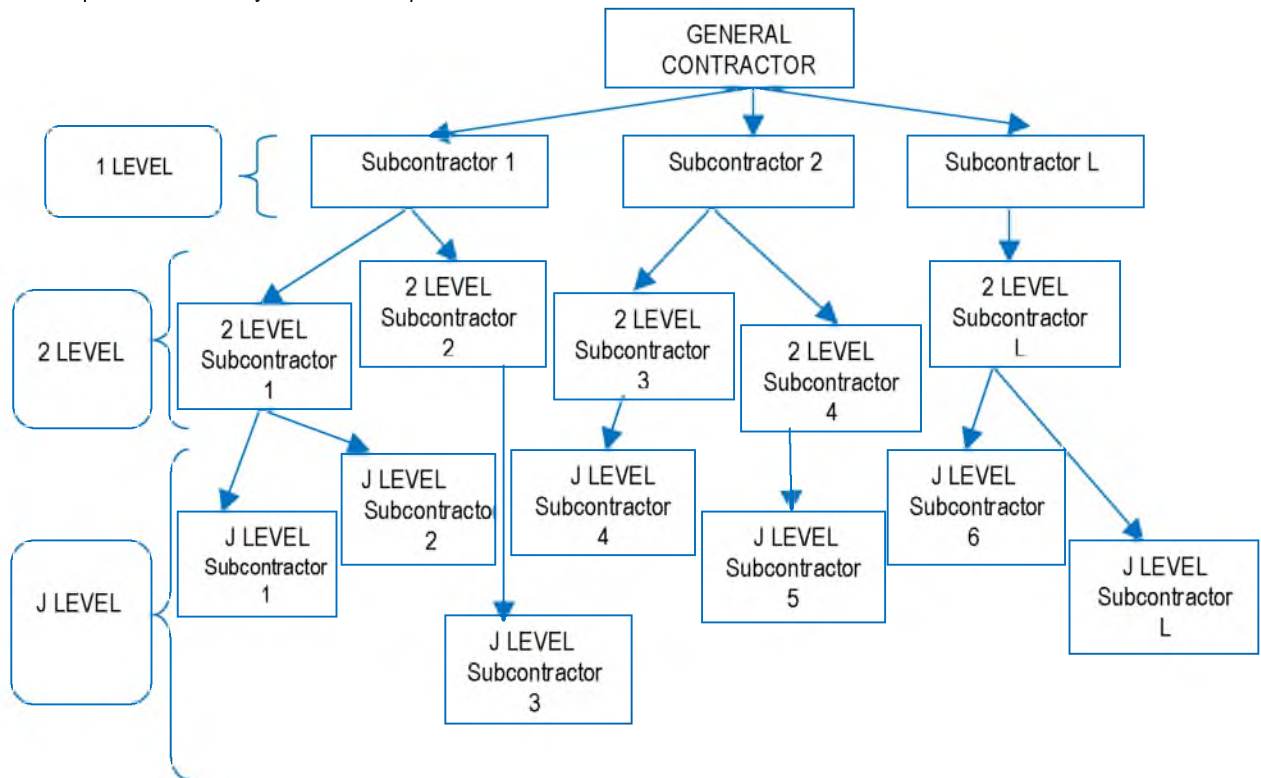 GENERAL
CONTRACTOR
1 LEVEL
Subcontractor 1
Subcontractor 2
Subcontractor L
2 LEVEL
2 LEVEL
Subcontractor
1
2 LEVEL
Subcontractor
2
2 LEVEL
Subcontractor
3
2 LEVEL
Subcontractor
4
2 LEVEL
Subcontractor
L
J LEVEL
J LEVEL
Subcontractor
1
J LEVEL
Subcontractor
2
J LEVEL
Subcontractor
3
J LEVEL
Subcontractor
4
J LEVEL
Subcontractor
5
J LEVEL
Subcontractor
6
J LEVEL
Subcontractor
L